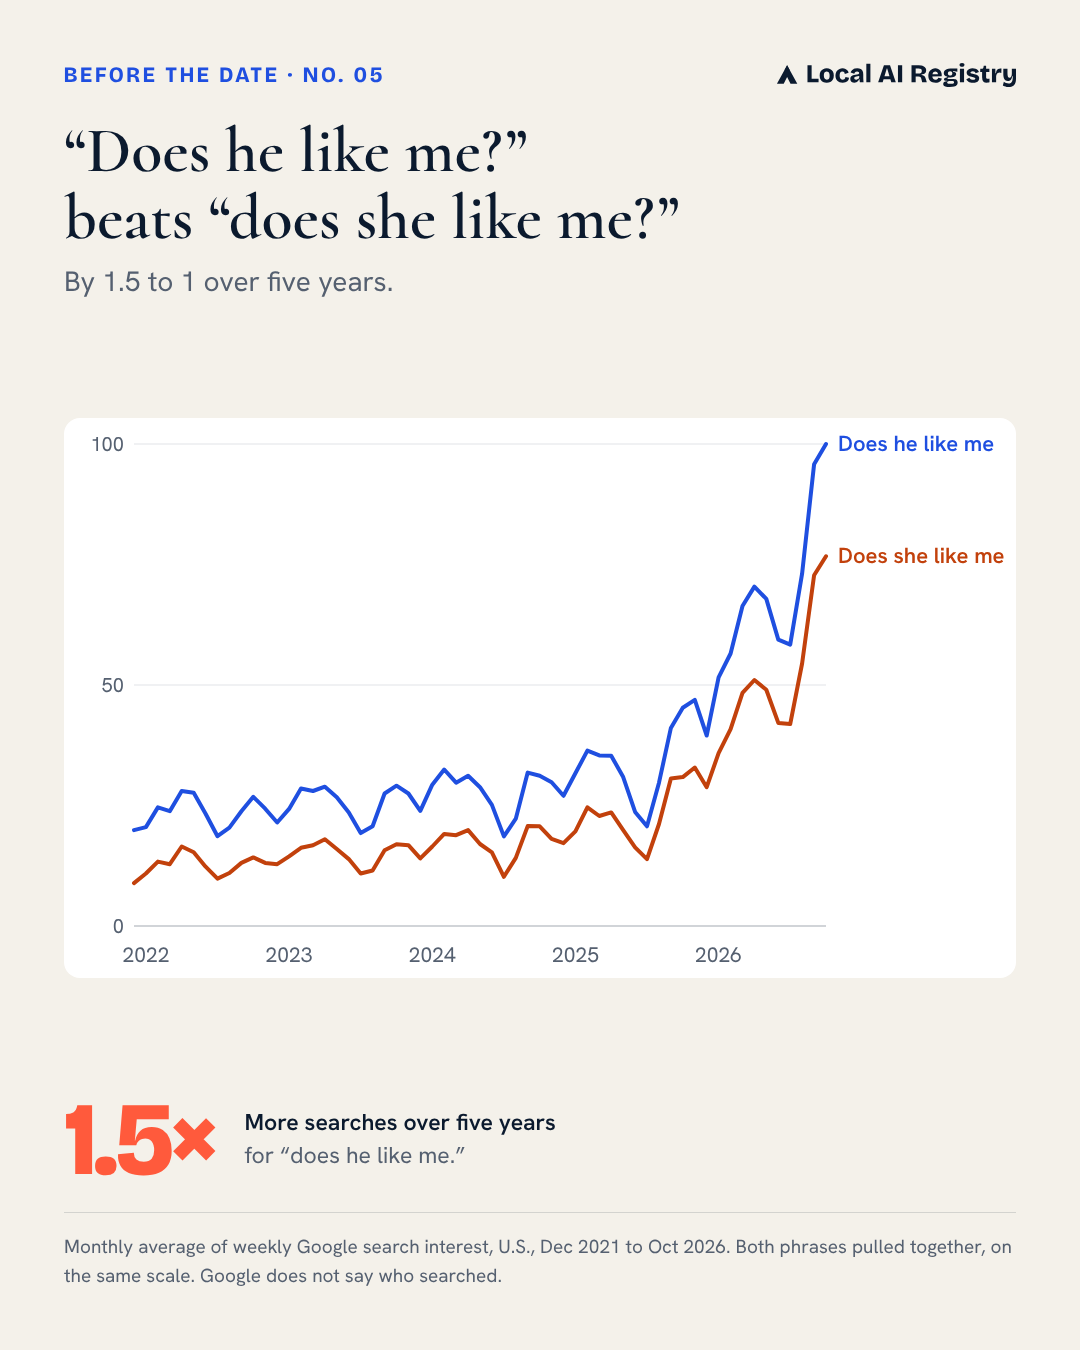 BEFORE THE DATE · NO. 05
Local AI Registry
“Does he like me?”
beats “does she like me?”
By 1.5 to 1 over five years.
100
Does he like me
Does she like me
50
0
2022 2023 2024 2025 2026
1.5×
More searches over five years
for “does he like me.”
Monthly average of weekly Google search interest, U.S., Dec 2021 to Oct 2026. Both phrases pulled together, on
the same scale. Google does not say who searched.